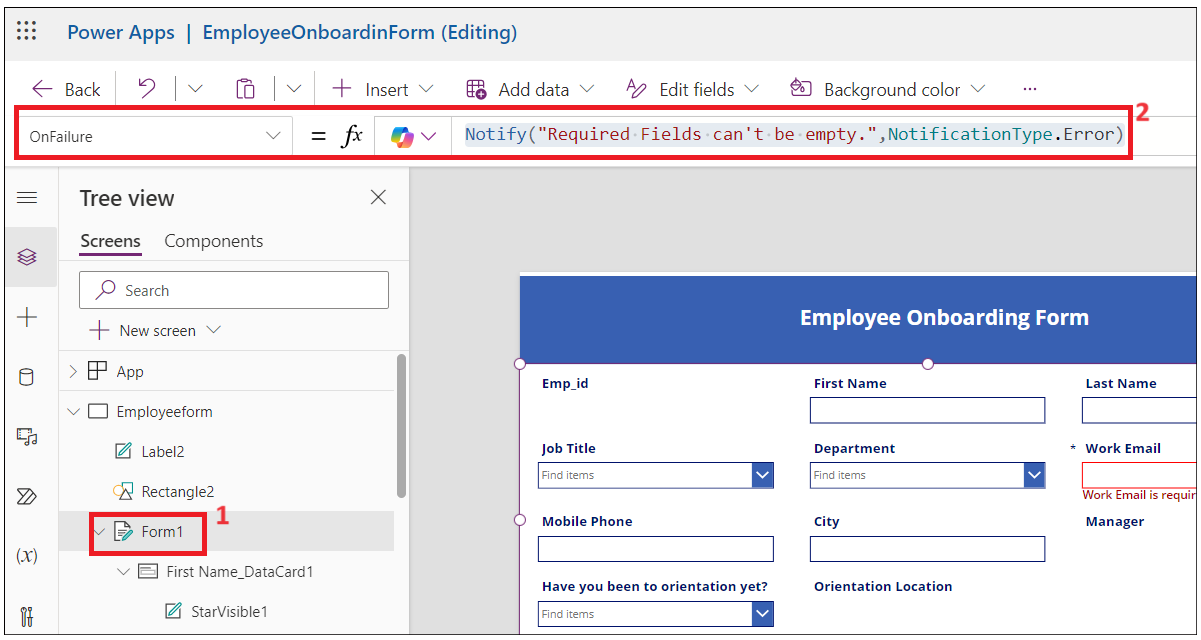 Power Apps | EmployeeOnboardinForm (Editing)
Back Insert Add data Edit fields Background color ...
2
OnFailure = fx Notify("Required Fields can't be empty.",NotificationType.Error)
Tree view
Screens Components
Search
New screen
App
Employeeform
Label2
Rectangle2
Form1 1
First Name_DataCard1
StarVisible1
(x)
Employee Onboarding Form
Emp_id First Name Last Name
Job Title Department * Work Email
Find items Find items
Work Email is requir
Mobile Phone City Manager
Have you been to orientation yet? Orientation Location
Find items